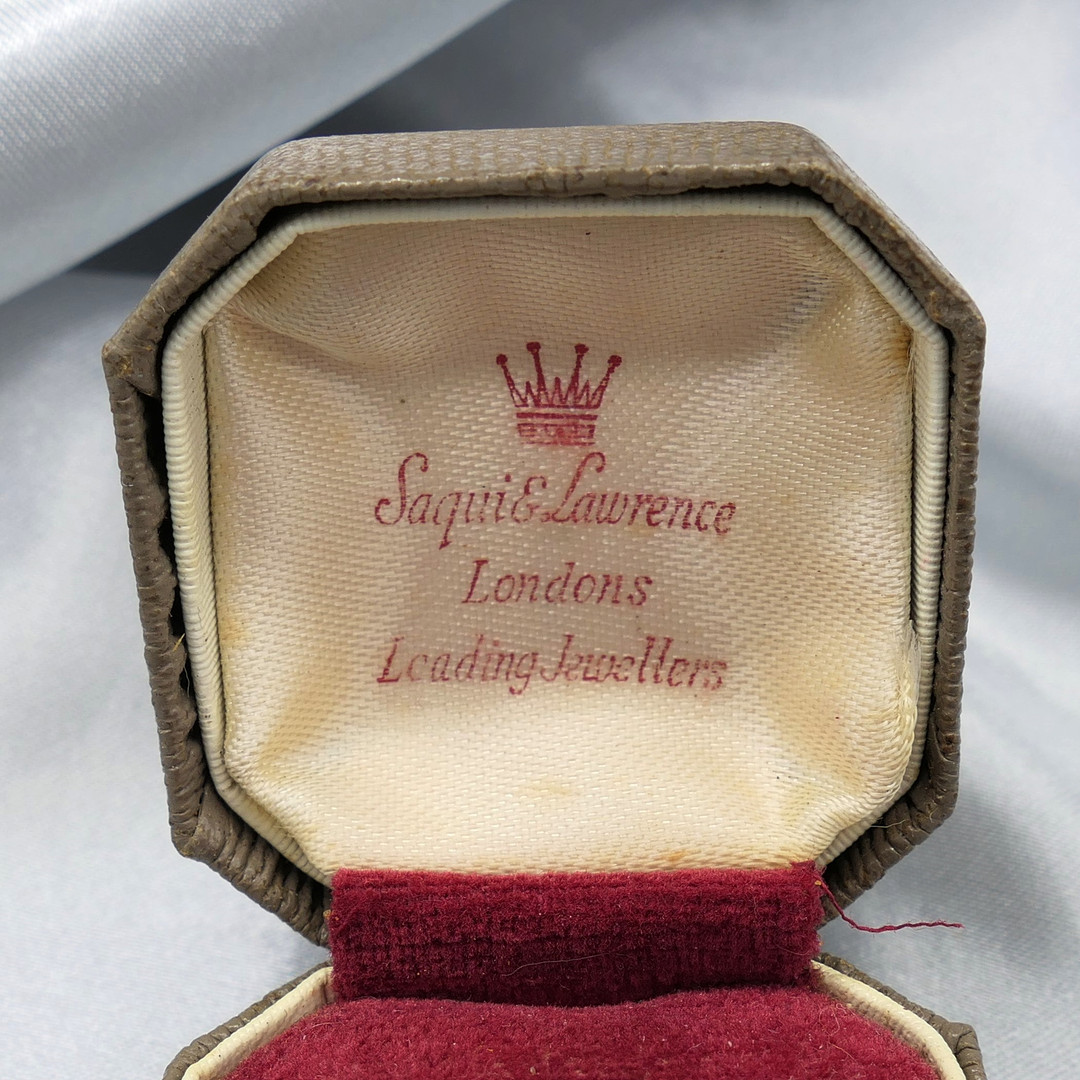 Saqui & Lawrence
Londons
Leading Jewellers